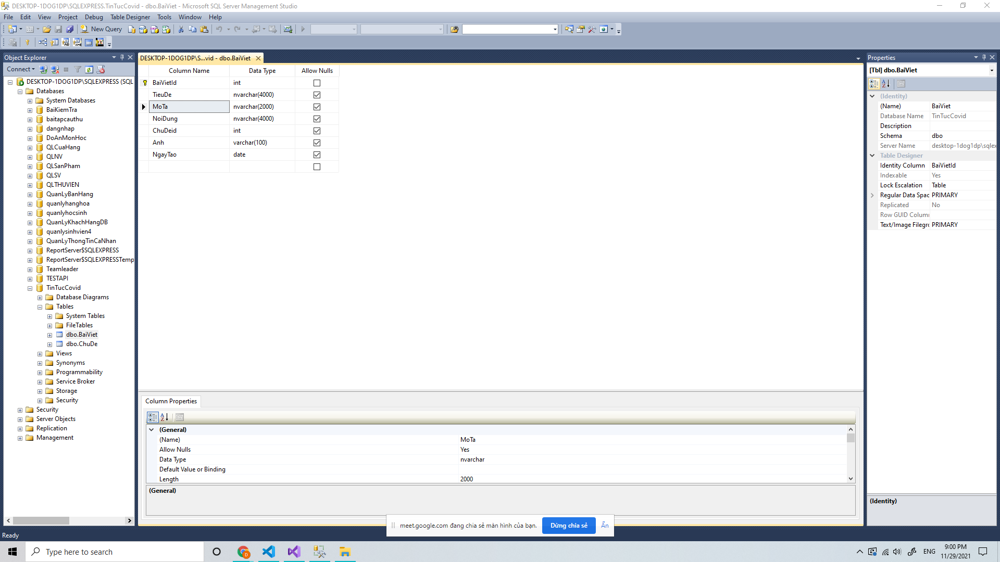 DESKTOP-1DOG1DP\SQLEXPRESS.TinTucCovid - dbo.BaiViet - Microsoft SQL Server Management Studio
File Edit View Project Debug Table Designer Tools Window Help
New Query
Object Explorer
Connect
DESKTOP-1DOG1DP\SQLEXPRESS (SQL
Databases
System Databases
BaiKiemTra
baitapcauthu
dangnhap
DoAnMonHoc
QLCuaHang
QLNV
QLSanPham
QLSV
QLTHUVIEN
QuanLyBanHang
quanlyhanghoa
quanlyhocsinh
QuanLyKhachHangDB
quanlysinhvien4
QuanLyThongTinCaNhan
ReportServer$SQLEXPRESS
ReportServer$SQLEXPRESSTemp
Teamleader
TESTAPI
TinTucCovid
Database Diagrams
Tables
System Tables
FileTables
dbo.BaiViet
dbo.ChuDe
Views
Synonyms
Programmability
Service Broker
Storage
Security
Security
Server Objects
Replication
Management
DESKTOP-1DOG1DP\S...vid - dbo.BaiViet
Column Name Data Type Allow Nulls
BaiVietId int
TieuDe nvarchar(4000)
MoTa nvarchar(2000)
NoiDung nvarchar(4000)
ChuDeid int
Anh varchar(100)
NgayTao date
Column Properties
(General)
(Name) MoTa
Allow Nulls Yes
Data Type nvarchar
Default Value or Binding
Length 2000
(General)
Properties
[Tbl] dbo.BaiViet
(Identity)
(Name) BaiViet
Database Name TinTucCovid
Description
Schema dbo
Server Name desktop-1dog1dp\sqlex
Table Designer
Identity Column BaiVietId
Indexable Yes
Lock Escalation Table
Regular Data Spac PRIMARY
Replicated No
Row GUID Colum
Text/Image Filegr PRIMARY
(Identity)
meet.google.com đang chia sẻ màn hình của bạn. Dừng chia sẻ Ẩn
Ready
Type here to search
ENG
9:00 PM
11/29/2021